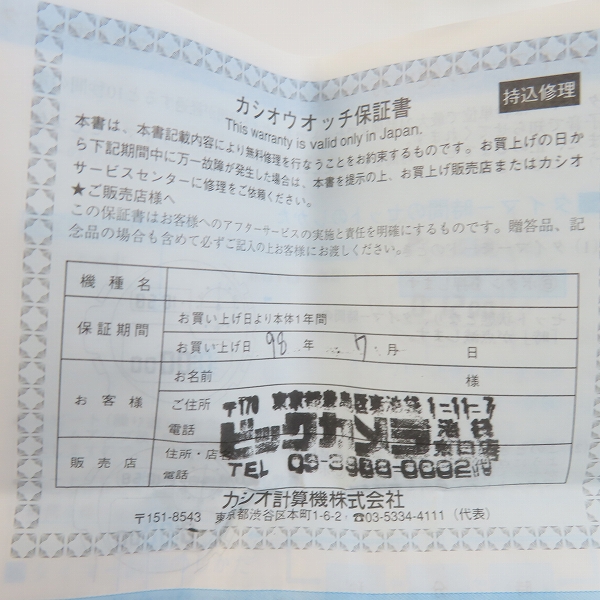 カシオウオッチ保証書
持込修理
This warranty is valid only in Japan.
本書は、本書記載内容により無料修理を行なうことをお約束するものです。お買上げの日か
ら下記期間中に万一故障が発生した場合は、本書を提示の上、お買上げ販売店またはカシオ
サービスセンターに修理をご依頼ください。
★ご販売店様へ
この保証書はお客様へのアフターサービスの実施と責任を明確にするものです。贈答品、記
念品の場合も含めて必ずご記入の上お客様にお渡しください。
機種名
保証期間
お買い上げ日より本体1年間
お買い上げ日 98 年 7 月 日
お客様
お名前 様
ご住所
電話
〒170 東京都豊島区東池袋1-11-7
ビックカメラ 池袋東口店
販売店
住所・店
電話
TEL 03-3988-0002
カシオ計算機株式会社
〒151-8543 東京都渋谷区本町1-6-2・☎03-5334-4111（代表）